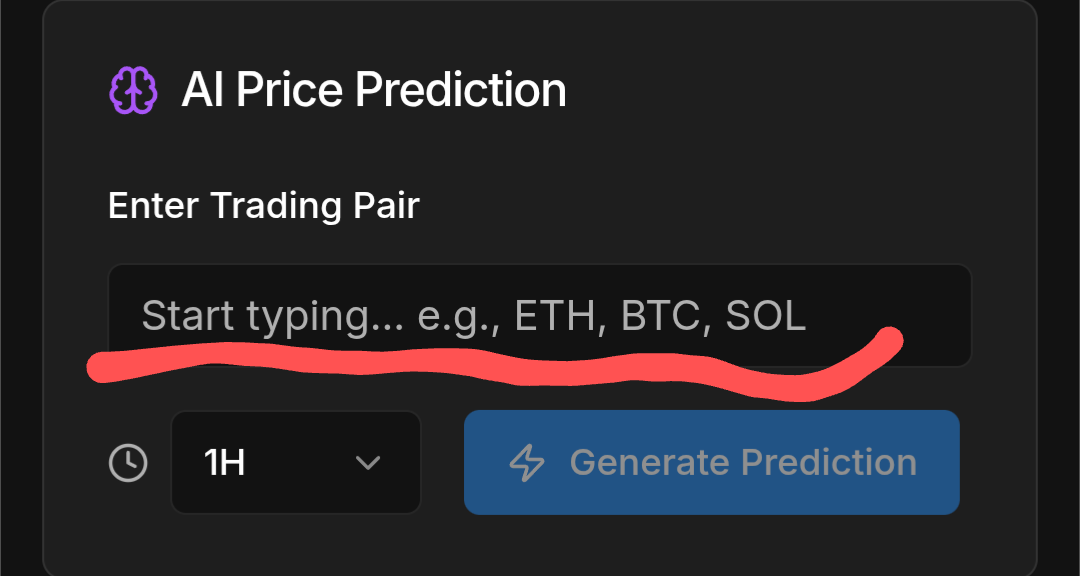 AI Price Prediction
Enter Trading Pair
Start typing... e.g., ETH, BTC, SOL
1H
Generate Prediction